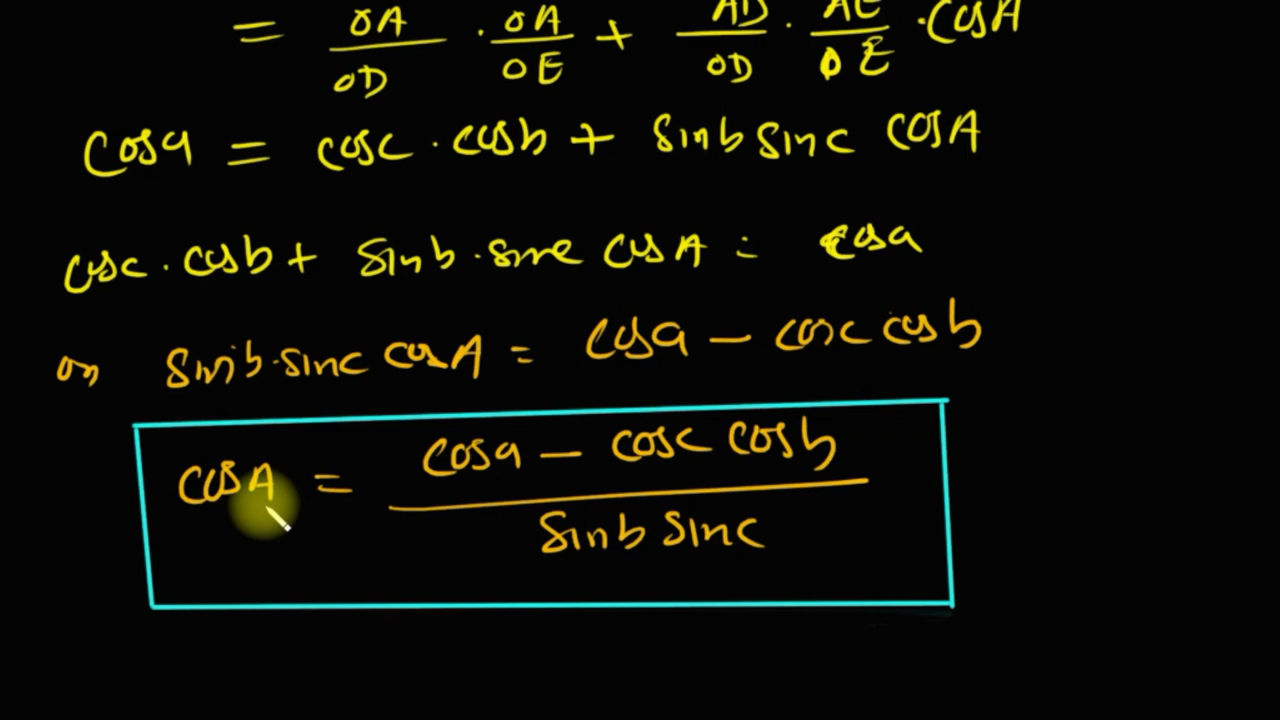 = OA/OD · OA/OE + AD/OD · AE/OE · cosA
cosa = cosc · cosb + sinb sinc cosA
cosc · cosb + sinb · sinc cosA = cosa
or sinb · sinc cosA = cosa - cosc cosb
cosA = (cosa - cosc cosb)/(sinb sinc)